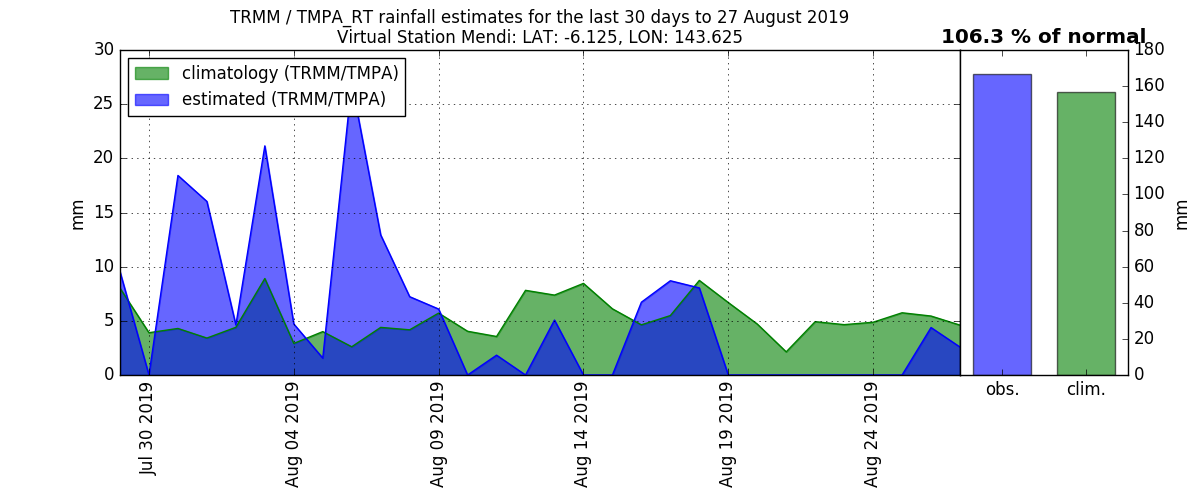 TRMM / TMPA_RT rainfall estimates for the last 30 days to 27 August 2019
Virtual Station Mendi: LAT: -6.125, LON: 143.625
106.3 % of normal
climatology (TRMM/TMPA)
estimated (TRMM/TMPA)
mm
30
25
20
15
10
5
0
Jul 30 2019
Aug 04 2019
Aug 09 2019
Aug 14 2019
Aug 19 2019
Aug 24 2019
obs.
clim.
180
160
140
120
100
80
60
40
20
0
mm